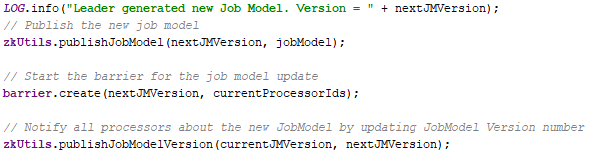 LOG.info("Leader generated new Job Model. Version = " + nextJMVersion);
// Publish the new job model
zkUtils.publishJobModel(nextJMVersion, jobModel);
// Start the barrier for the job model update
barrier.create(nextJMVersion, currentProcessorIds);
// Notify all processors about the new JobModel by updating JobModel Version number
zkUtils.publishJobModelVersion(currentJMVersion, nextJMVersion);